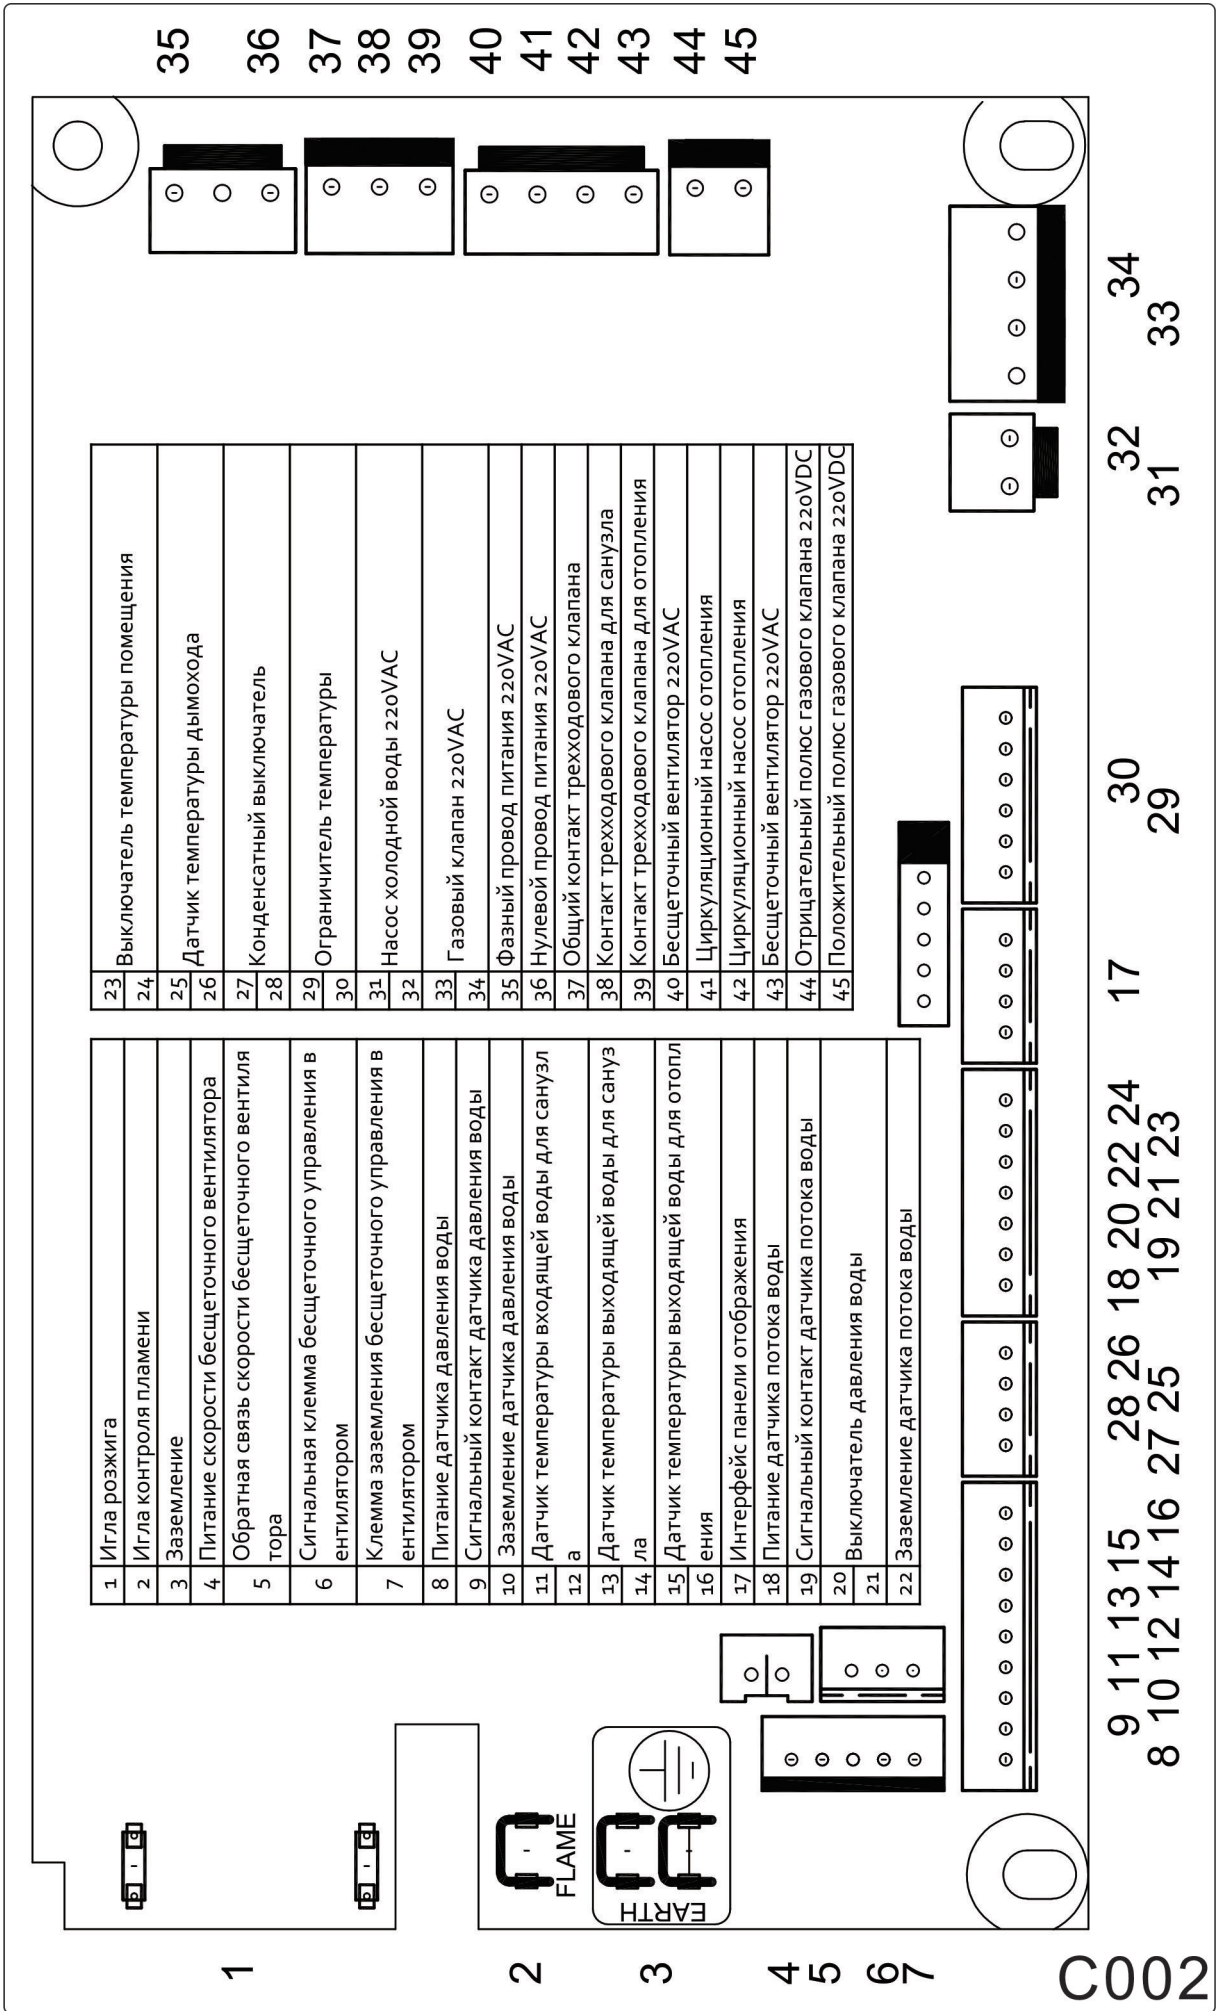 35 36 37 38 39 40 41 42 43 44 45
1 Игла розжига
2 Игла контроля пламени
3 Заземление
4 Питание скорости бесщеточного вентилятора
5 Обратная связь скорости бесщеточного вентиля
тора
6 Сигнальная клемма бесщеточного управления в
ентилятором
7 Клемма заземления бесщеточного управления в
ентилятором
8 Питание датчика давления воды
9 Сигнальный контакт датчика давления воды
10 Заземление датчика давления воды
11 Датчик температуры входящей воды для санузл
12 а
13 Датчик температуры выходящей воды для сануз
14 ла
15 Датчик температуры выходящей воды для отопл
16 ения
17 Интерфейс панели отображения
18 Питание датчика потока воды
19 Сигнальный контакт датчика потока воды
20
Выключатель давления воды
21
22 Заземление датчика потока воды
23
Выключатель температуры помещения
24
25
Датчик температуры дымохода
26
27
Конденсатный выключатель
28
29
Ограничитель температуры
30
31
Насос холодной воды 220VAC
32
33
Газовый клапан 220VAC
34
35 Фазный провод питания 220VAC
36 Нулевой провод питания 220VAC
37 Общий контакт трехходового клапана
38 Контакт трехходового клапана для санузла
39 Контакт трехходового клапана для отопления
40 Бесщеточный вентилятор 220VAC
41 Циркуляционный насос отопления
42 Циркуляционный насос отопления
43 Бесщеточный вентилятор 220VAC
44 Отрицательный полюс газового клапана 220VDC
45 Положительный полюс газового клапана 220VDC
FLAME
EARTH
1 2 3 4 5 6 7
9 11 13 15 28 26 18 20 22 24 17 30 32 34
8 10 12 14 16 27 25 19 21 23 29 31 33
C002